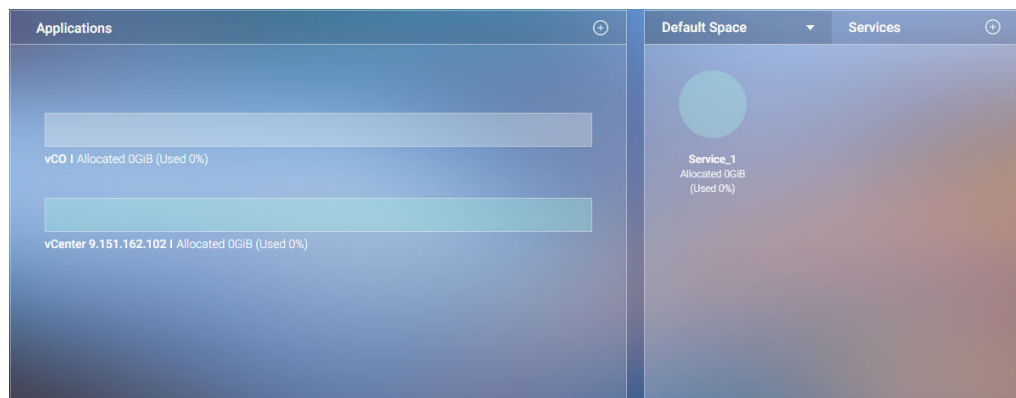 Applications
vCO I Allocated 0GiB (Used 0%)
vCenter 9.151.162.102 I Allocated 0GiB (Used 0%)
Default Space
Services
Service_1
Allocated 0GiB
(Used 0%)